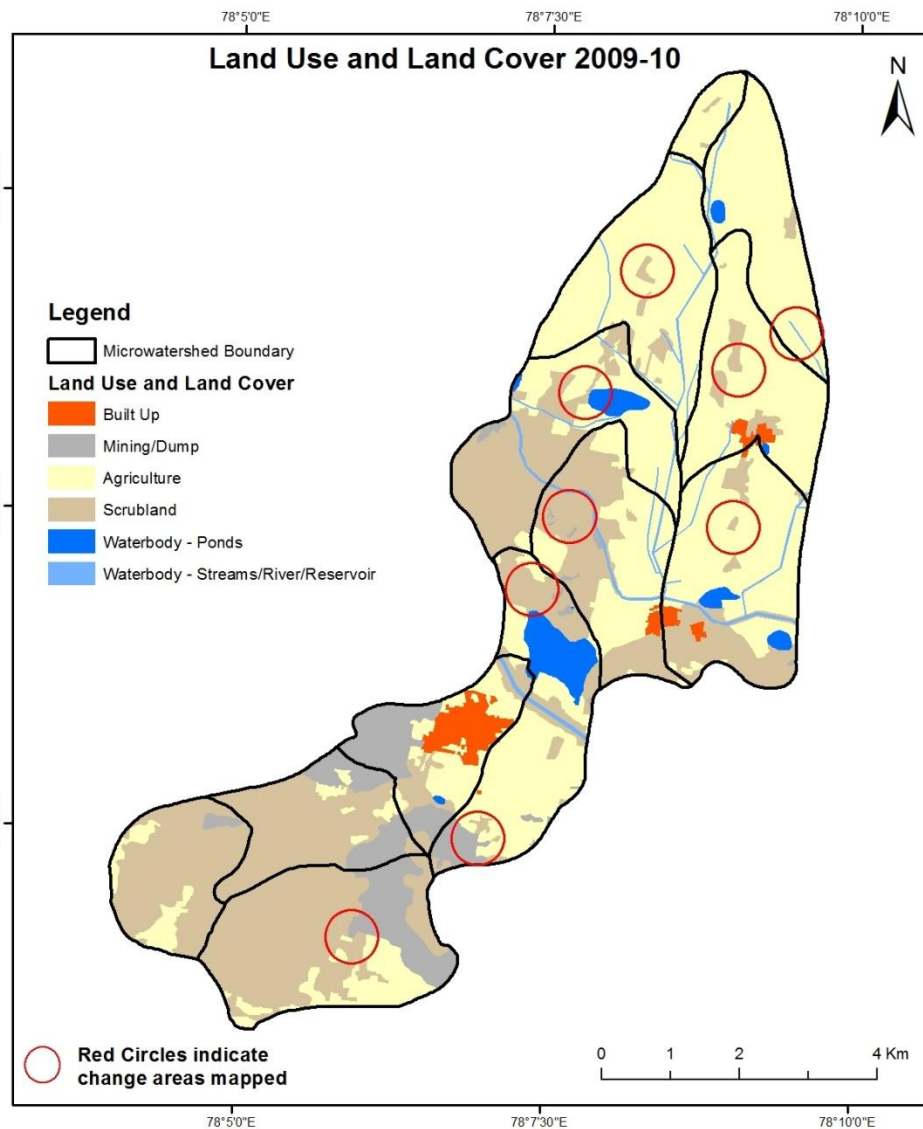 78°5'0"E 78°7'30"E 78°10'0"E
Land Use and Land Cover 2009-10
N
Legend
Microwatershed Boundary
Land Use and Land Cover
Built Up
Mining/Dump
Agriculture
Scrubland
Waterbody - Ponds
Waterbody - Streams/River/Reservoir
Red Circles indicate
change areas mapped
0 1 2 4 Km
78°5'0"E 78°7'30"E 78°10'0"E